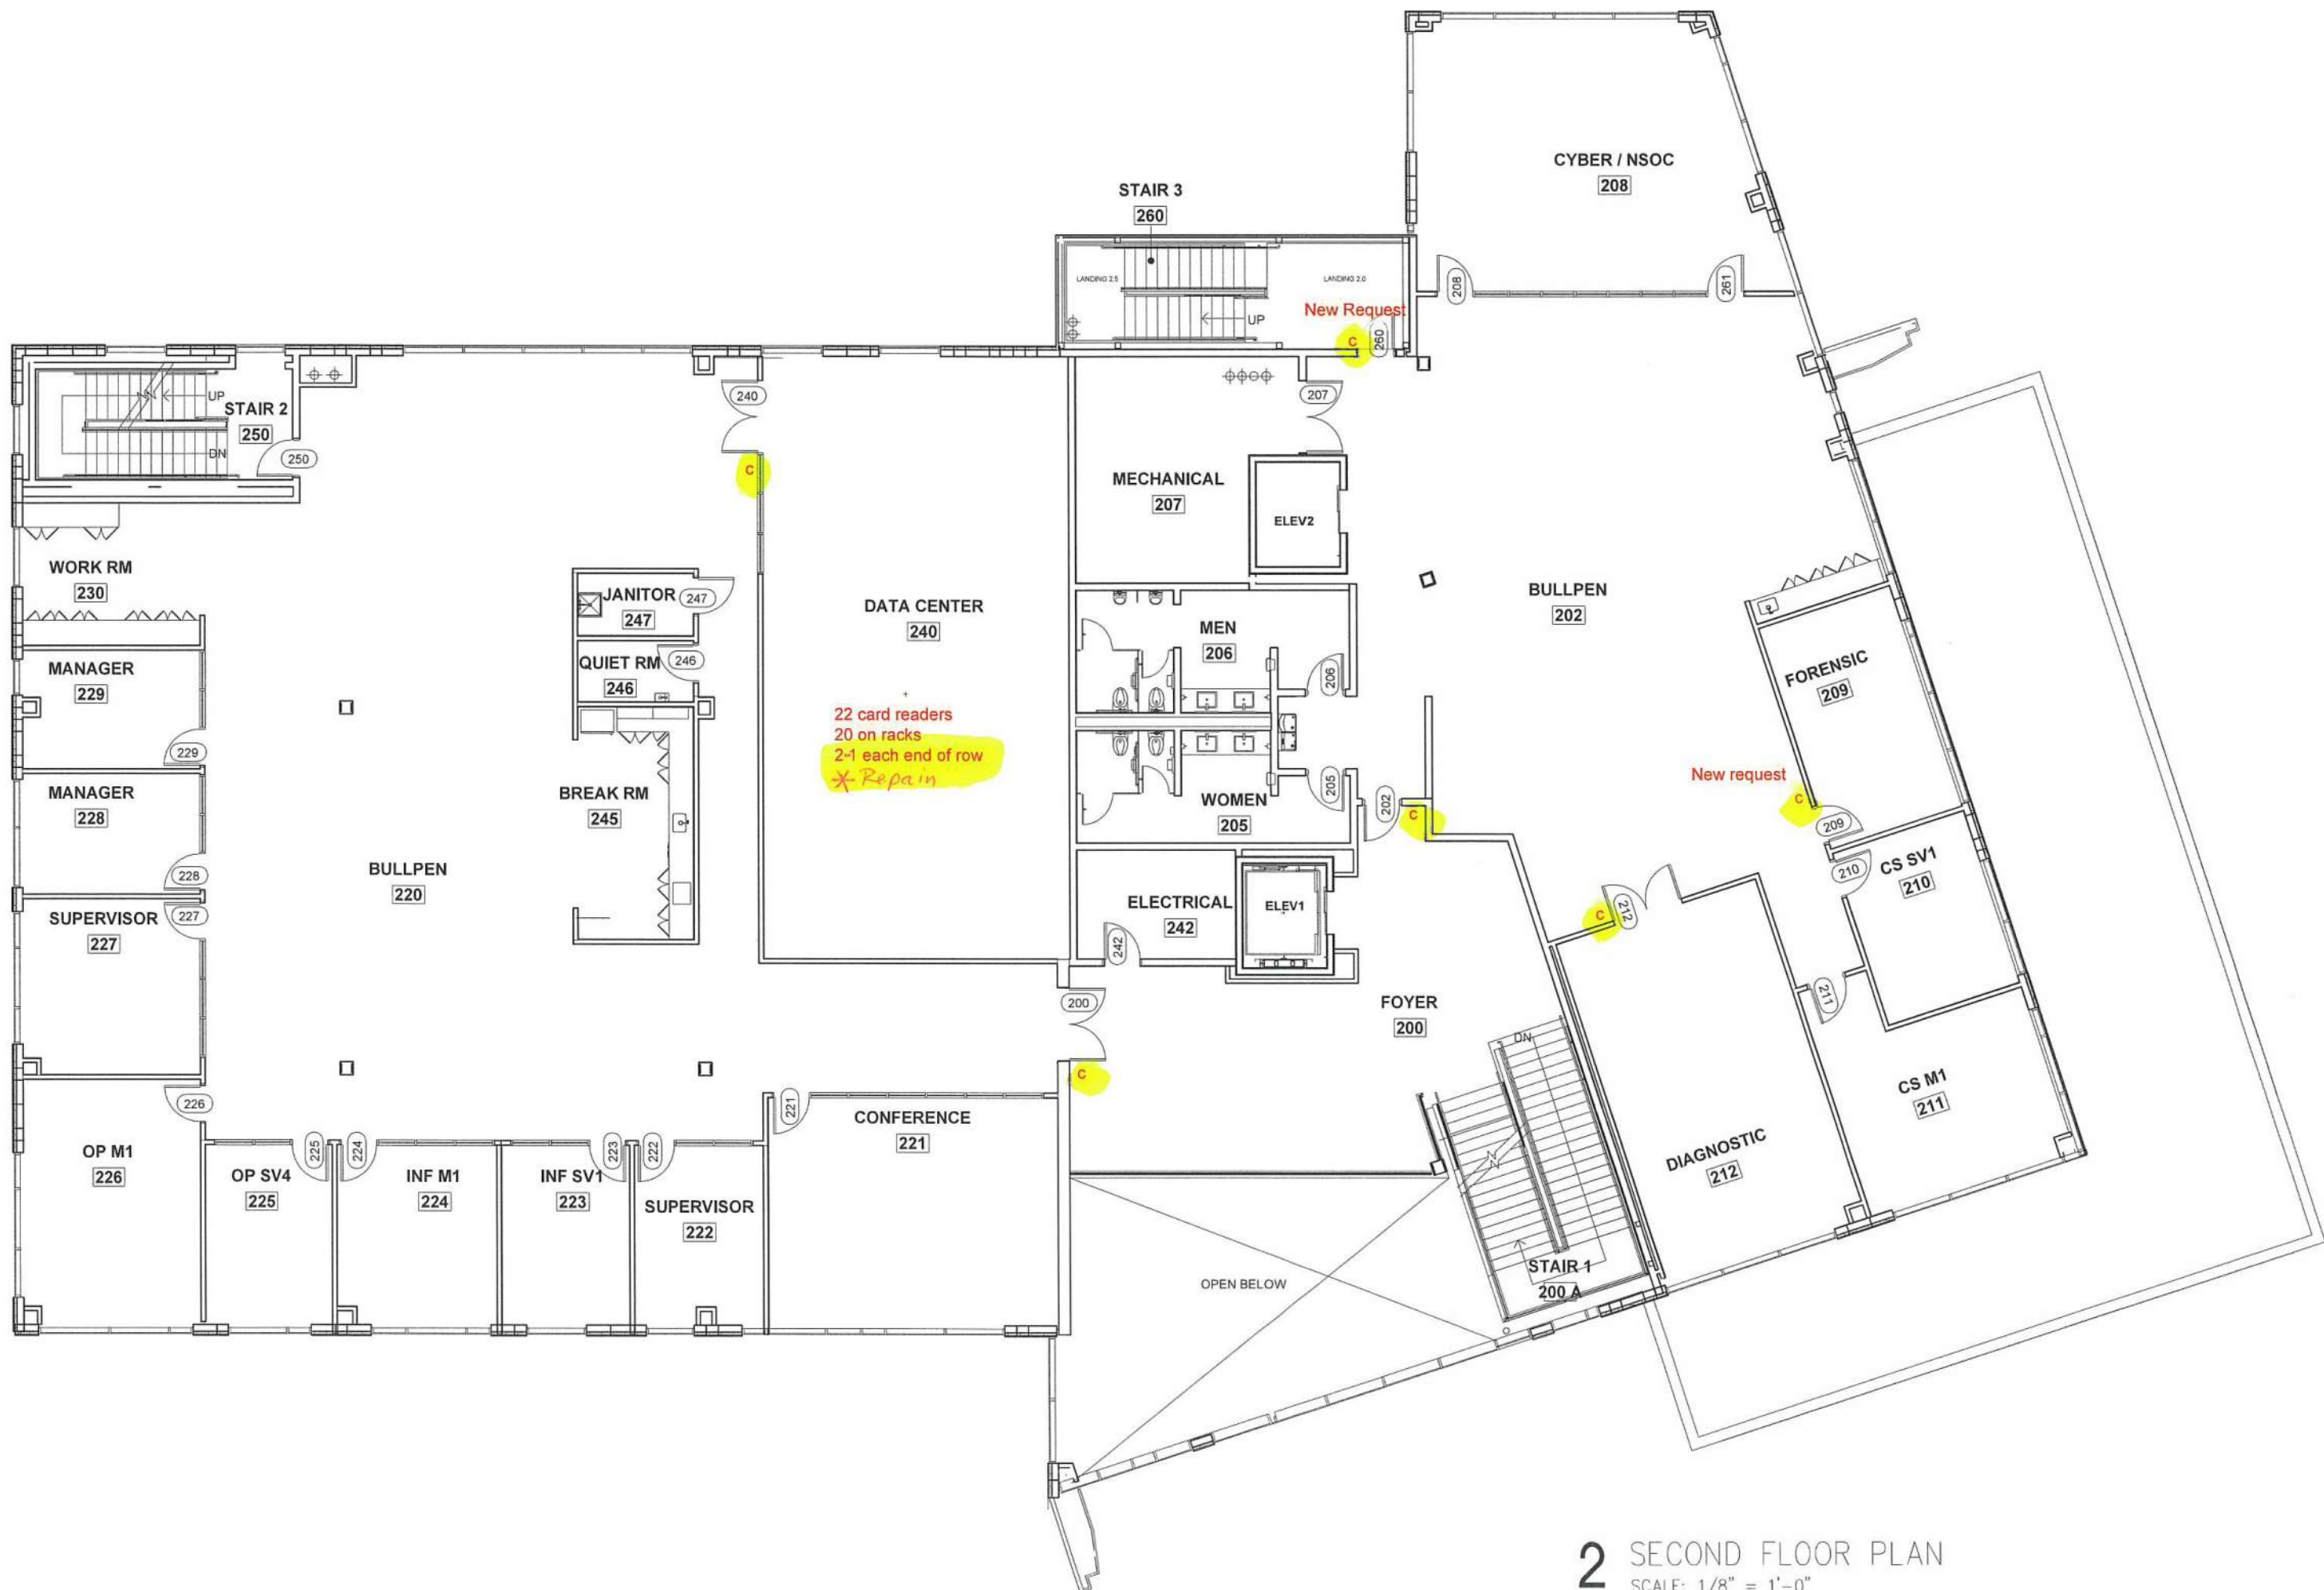 CYBER / NSOC
208
STAIR 3
260
LANDING 2.5
LANDING 2.0
208
261
New Request
UP
C
260
UP
STAIR 2
250
DN
250
240
C
207
MECHANICAL
207
ELEV2
WORK RM
230
JANITOR
247
247
QUIET RM
246
246
DATA CENTER
240
22 card readers
20 on racks
2-1 each end of row
* Repair
BULLPEN
202
MEN
206
206
FORENSIC
209
MANAGER
229
229
MANAGER
228
228
BREAK RM
245
WOMEN
205
205
202
C
New request
C
209
210
CS SV1
210
BULLPEN
220
SUPERVISOR
227
227
ELECTRICAL
242
242
ELEV1
C
212
211
200
C
FOYER
200
DN
CS M1
211
226
OP M1
226
225
OP SV4
225
224
INF M1
224
223
INF SV1
223
222
SUPERVISOR
222
221
CONFERENCE
221
DIAGNOSTIC
212
OPEN BELOW
STAIR 1
200 A
2 SECOND FLOOR PLAN
SCALE: 1/8" = 1'-0"